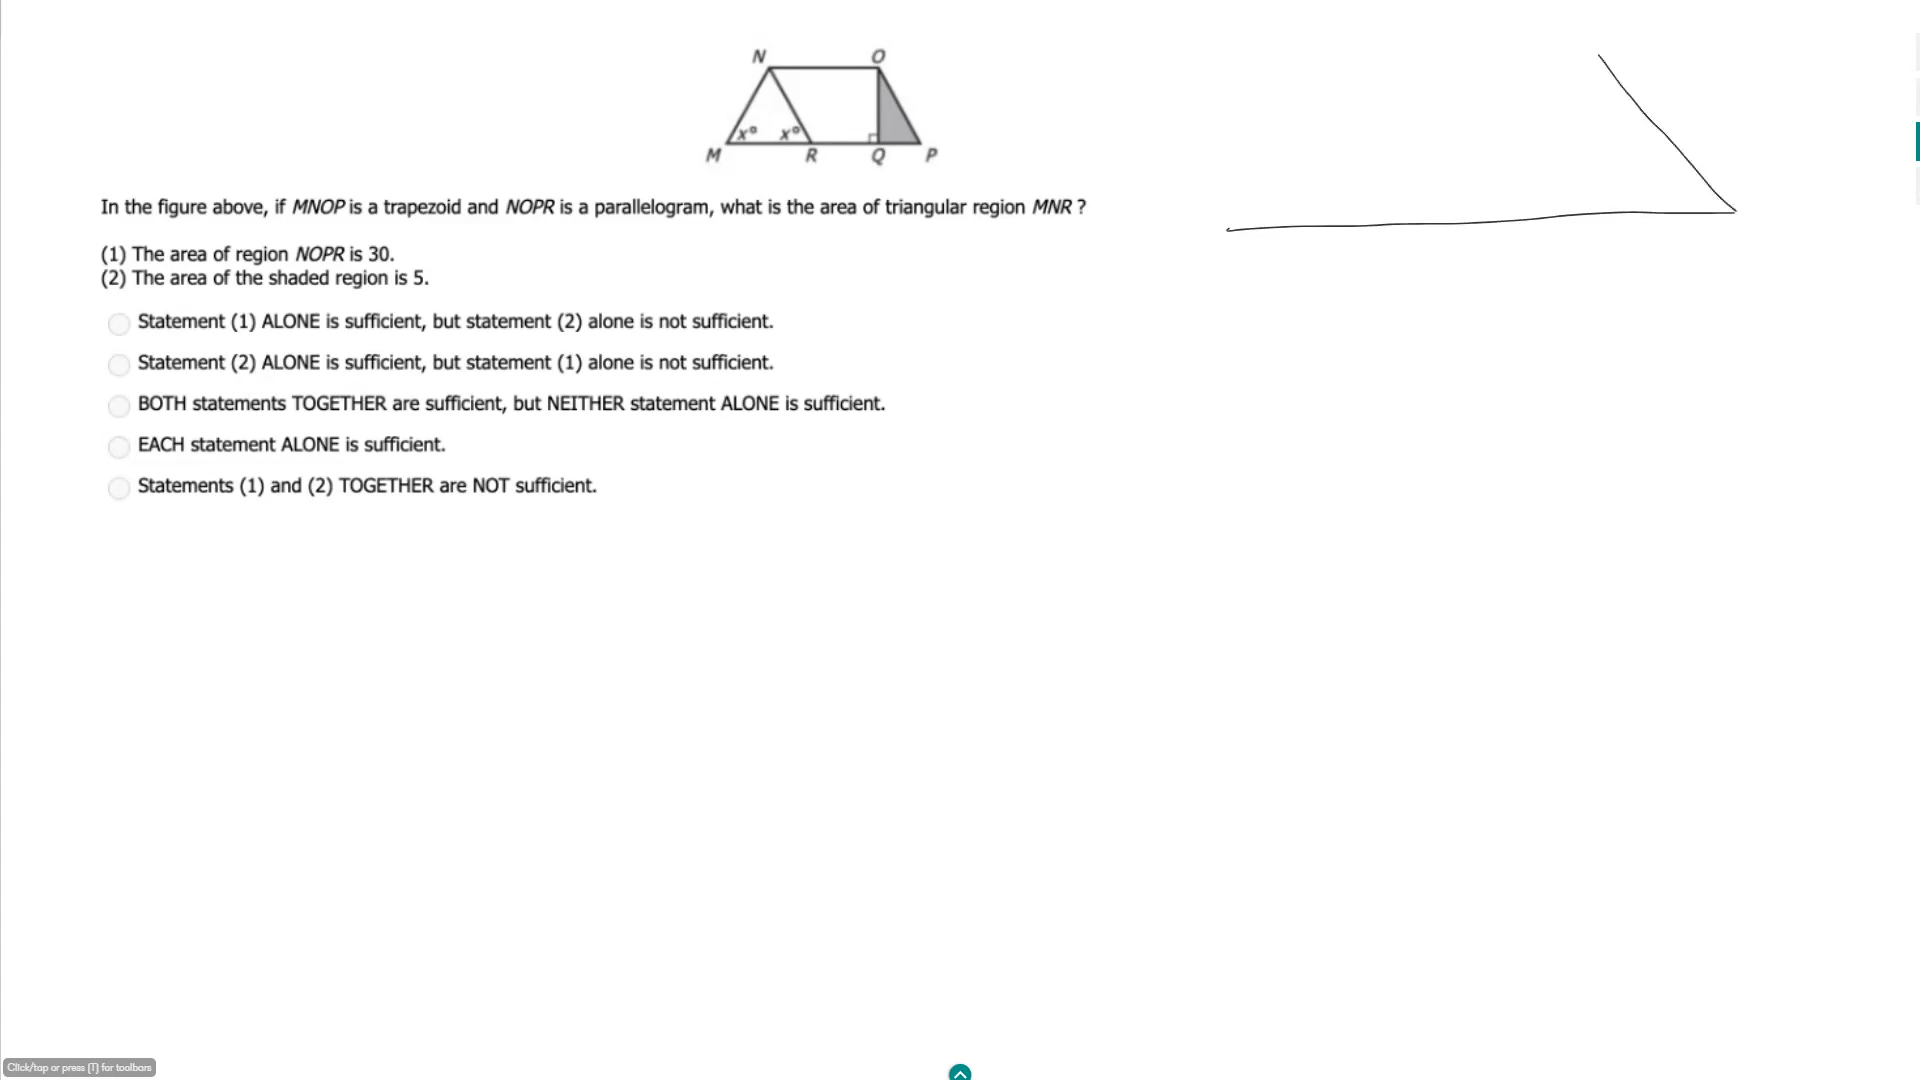 N O
x° x°
M R Q P
In the figure above, if MNOP is a trapezoid and NOPR is a parallelogram, what is the area of triangular region MNR ?
(1) The area of region NOPR is 30.
(2) The area of the shaded region is 5.
Statement (1) ALONE is sufficient, but statement (2) alone is not sufficient.
Statement (2) ALONE is sufficient, but statement (1) alone is not sufficient.
BOTH statements TOGETHER are sufficient, but NEITHER statement ALONE is sufficient.
EACH statement ALONE is sufficient.
Statements (1) and (2) TOGETHER are NOT sufficient.
Click/tap or press [T] for toolbars